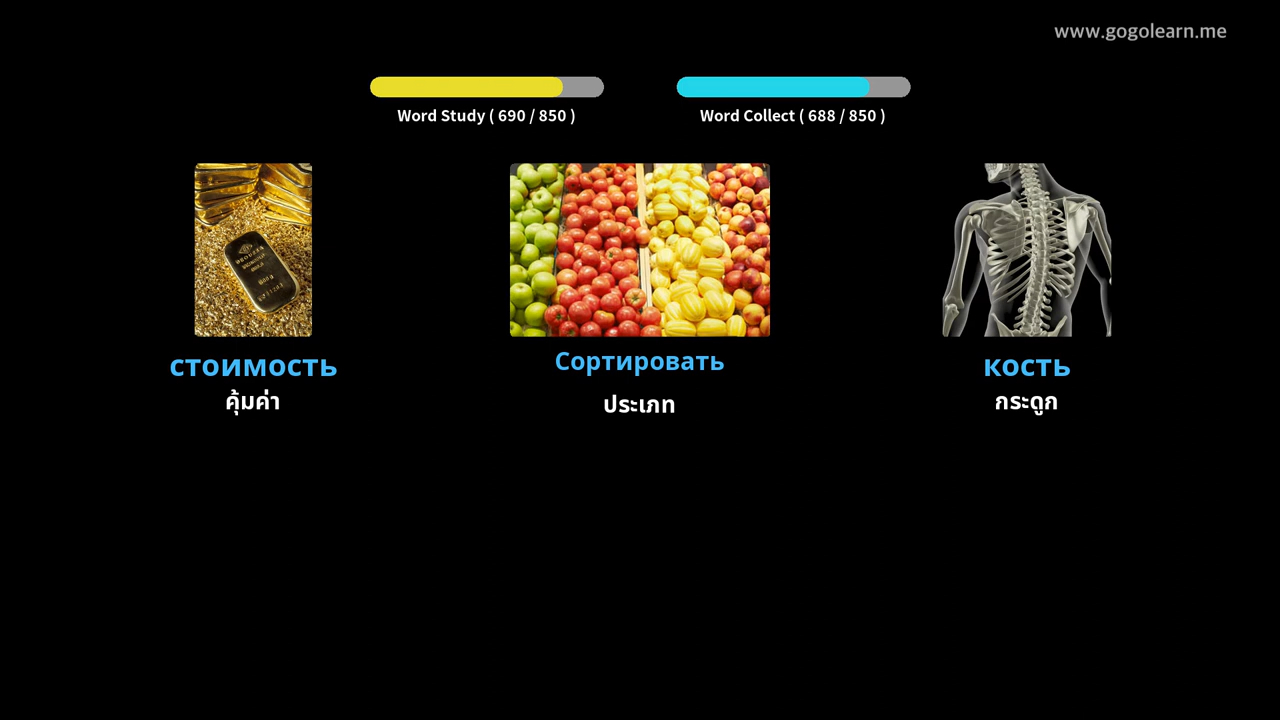 www.gogolearn.me
Word Study ( 690 / 850 )
Word Collect ( 688 / 850 )
стоимость
Сортировать
кость
คุ้มค่า
ประเภท
กระดูก